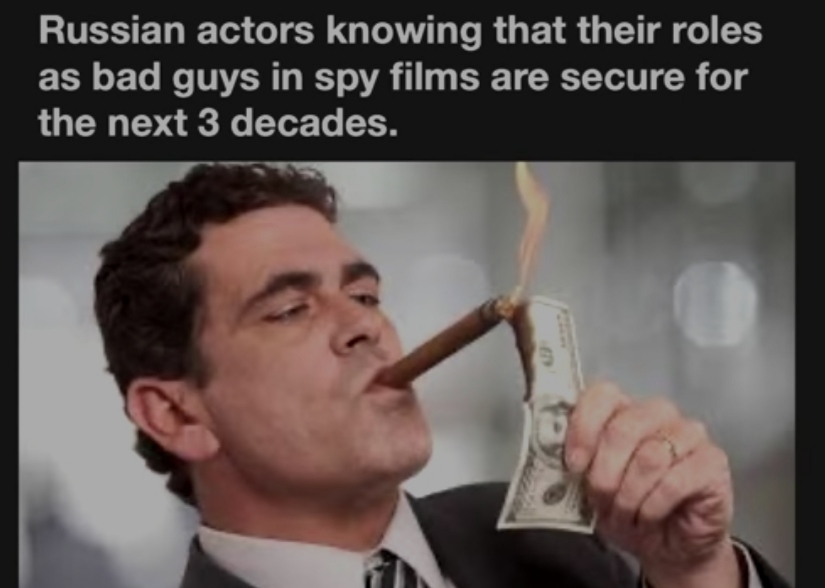 Russian actors knowing that their roles
as bad guys in spy films are secure for
the next 3 decades.